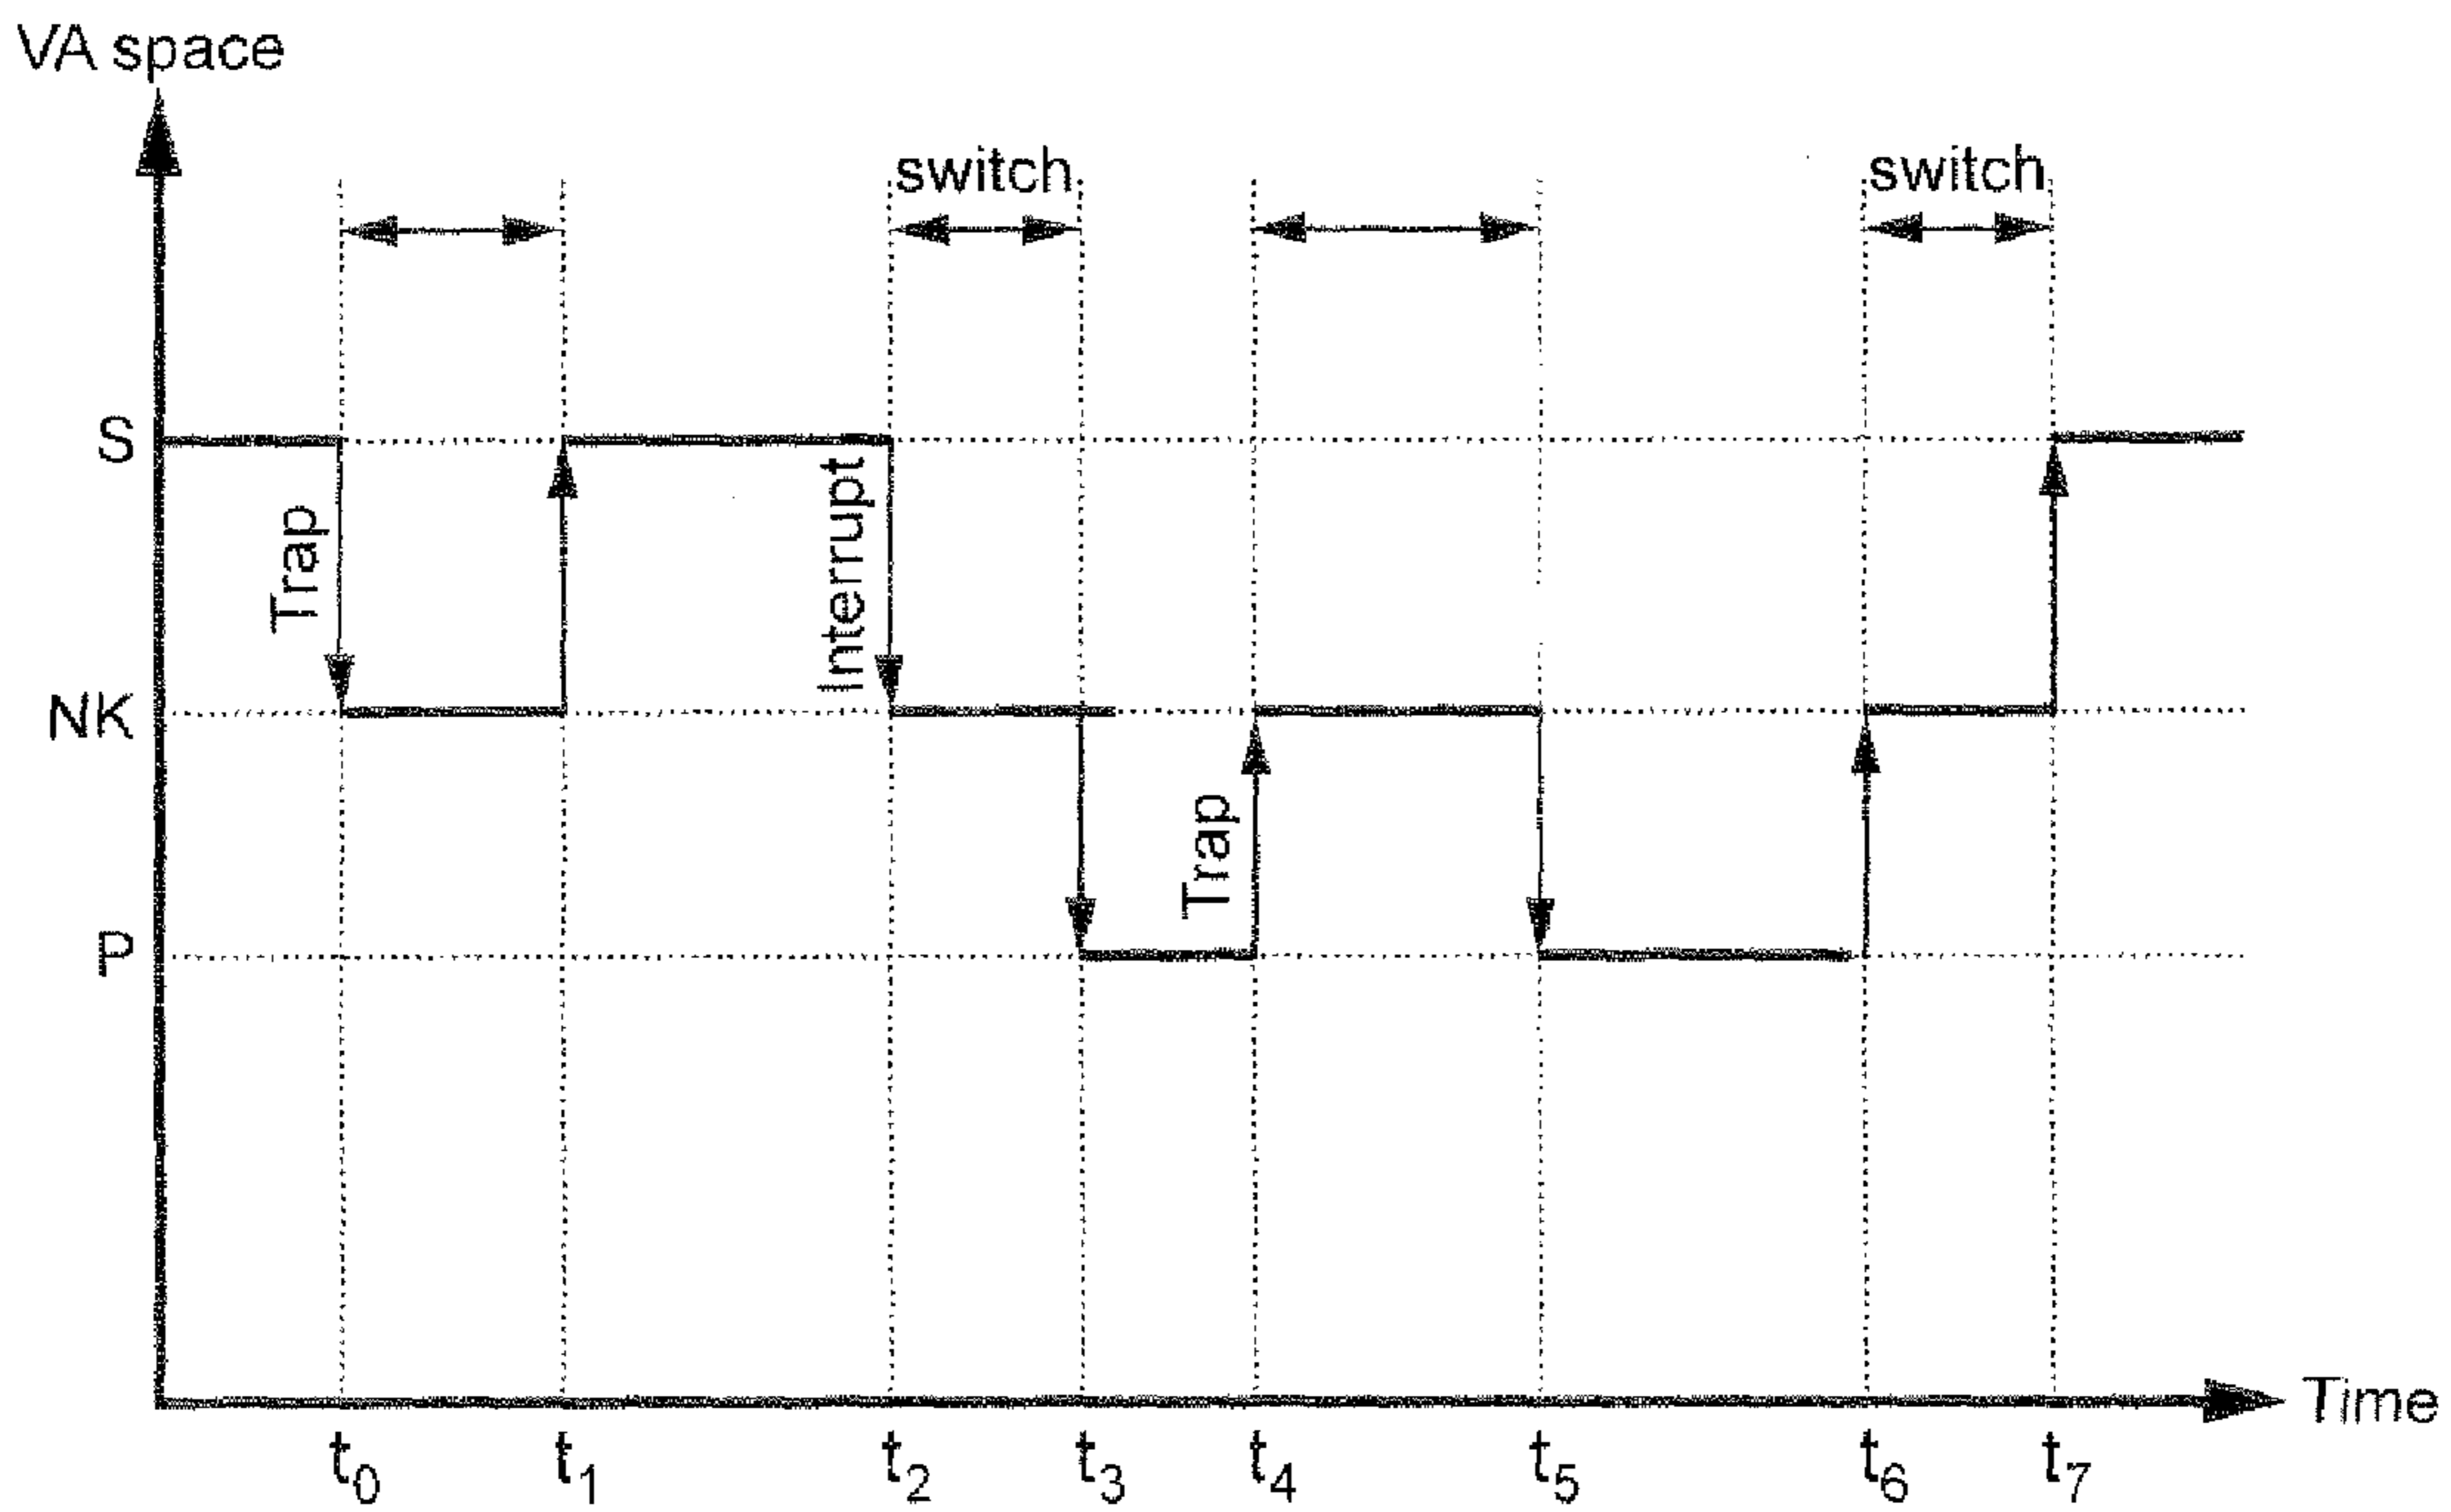 VA space
switch
switch
S
Trap
Interrupt
NK
Trap
P
Time
t0
t1
t2
t3
t4
t5
t6
t7